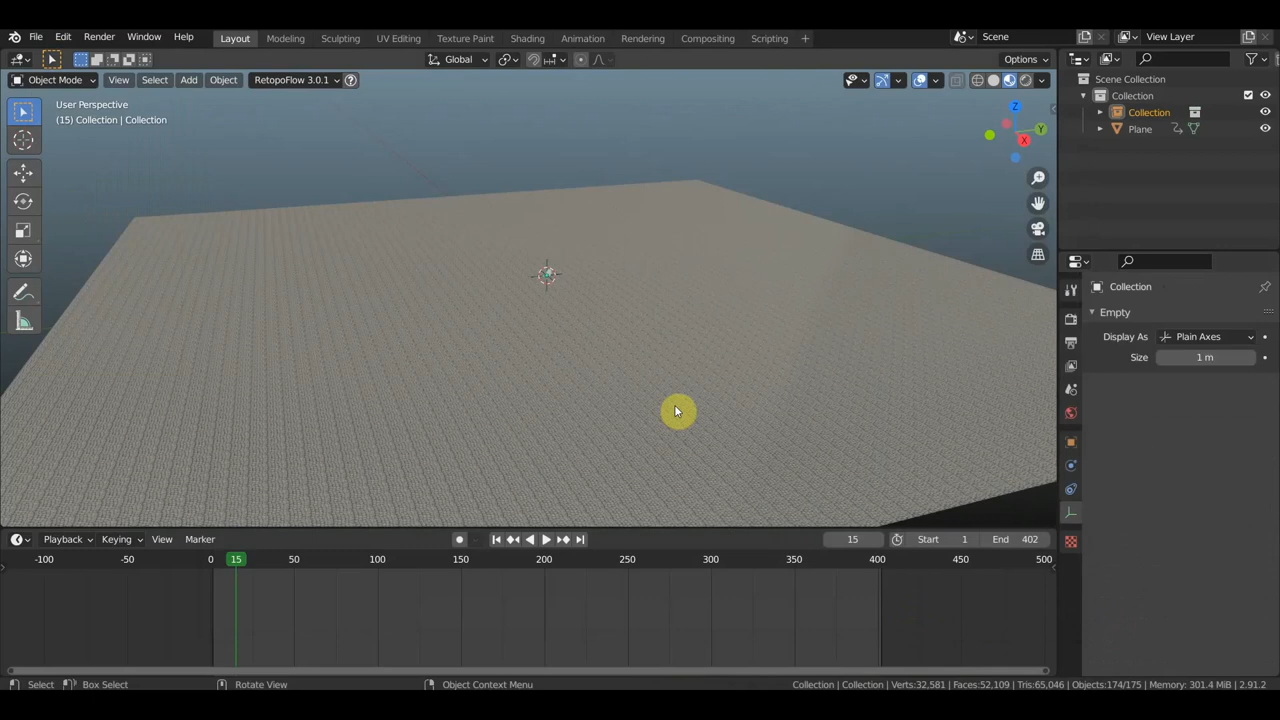 File Edit Render Window Help Layout Modeling Sculpting UV Editing Texture Paint Shading Animation Rendering Compositing Scripting + Scene View Layer
Global Options
Object Mode View Select Add Object RetopoFlow 3.0.1
User Perspective
(15) Collection | Collection
Z
Y
X
Scene Collection
Collection
Collection
Plane
Collection
Empty
Display As Plain Axes
Size 1 m
Playback Keying View Marker 15 Start 1 End 402
-100 -50 0 15 50 100 150 200 250 300 350 400 450 500
Select Box Select Rotate View Object Context Menu Collection | Collection | Verts:32,581 | Faces:52,109 | Tris:65,046 | Objects:174/175 | Memory: 301.4 MiB | 2.91.2